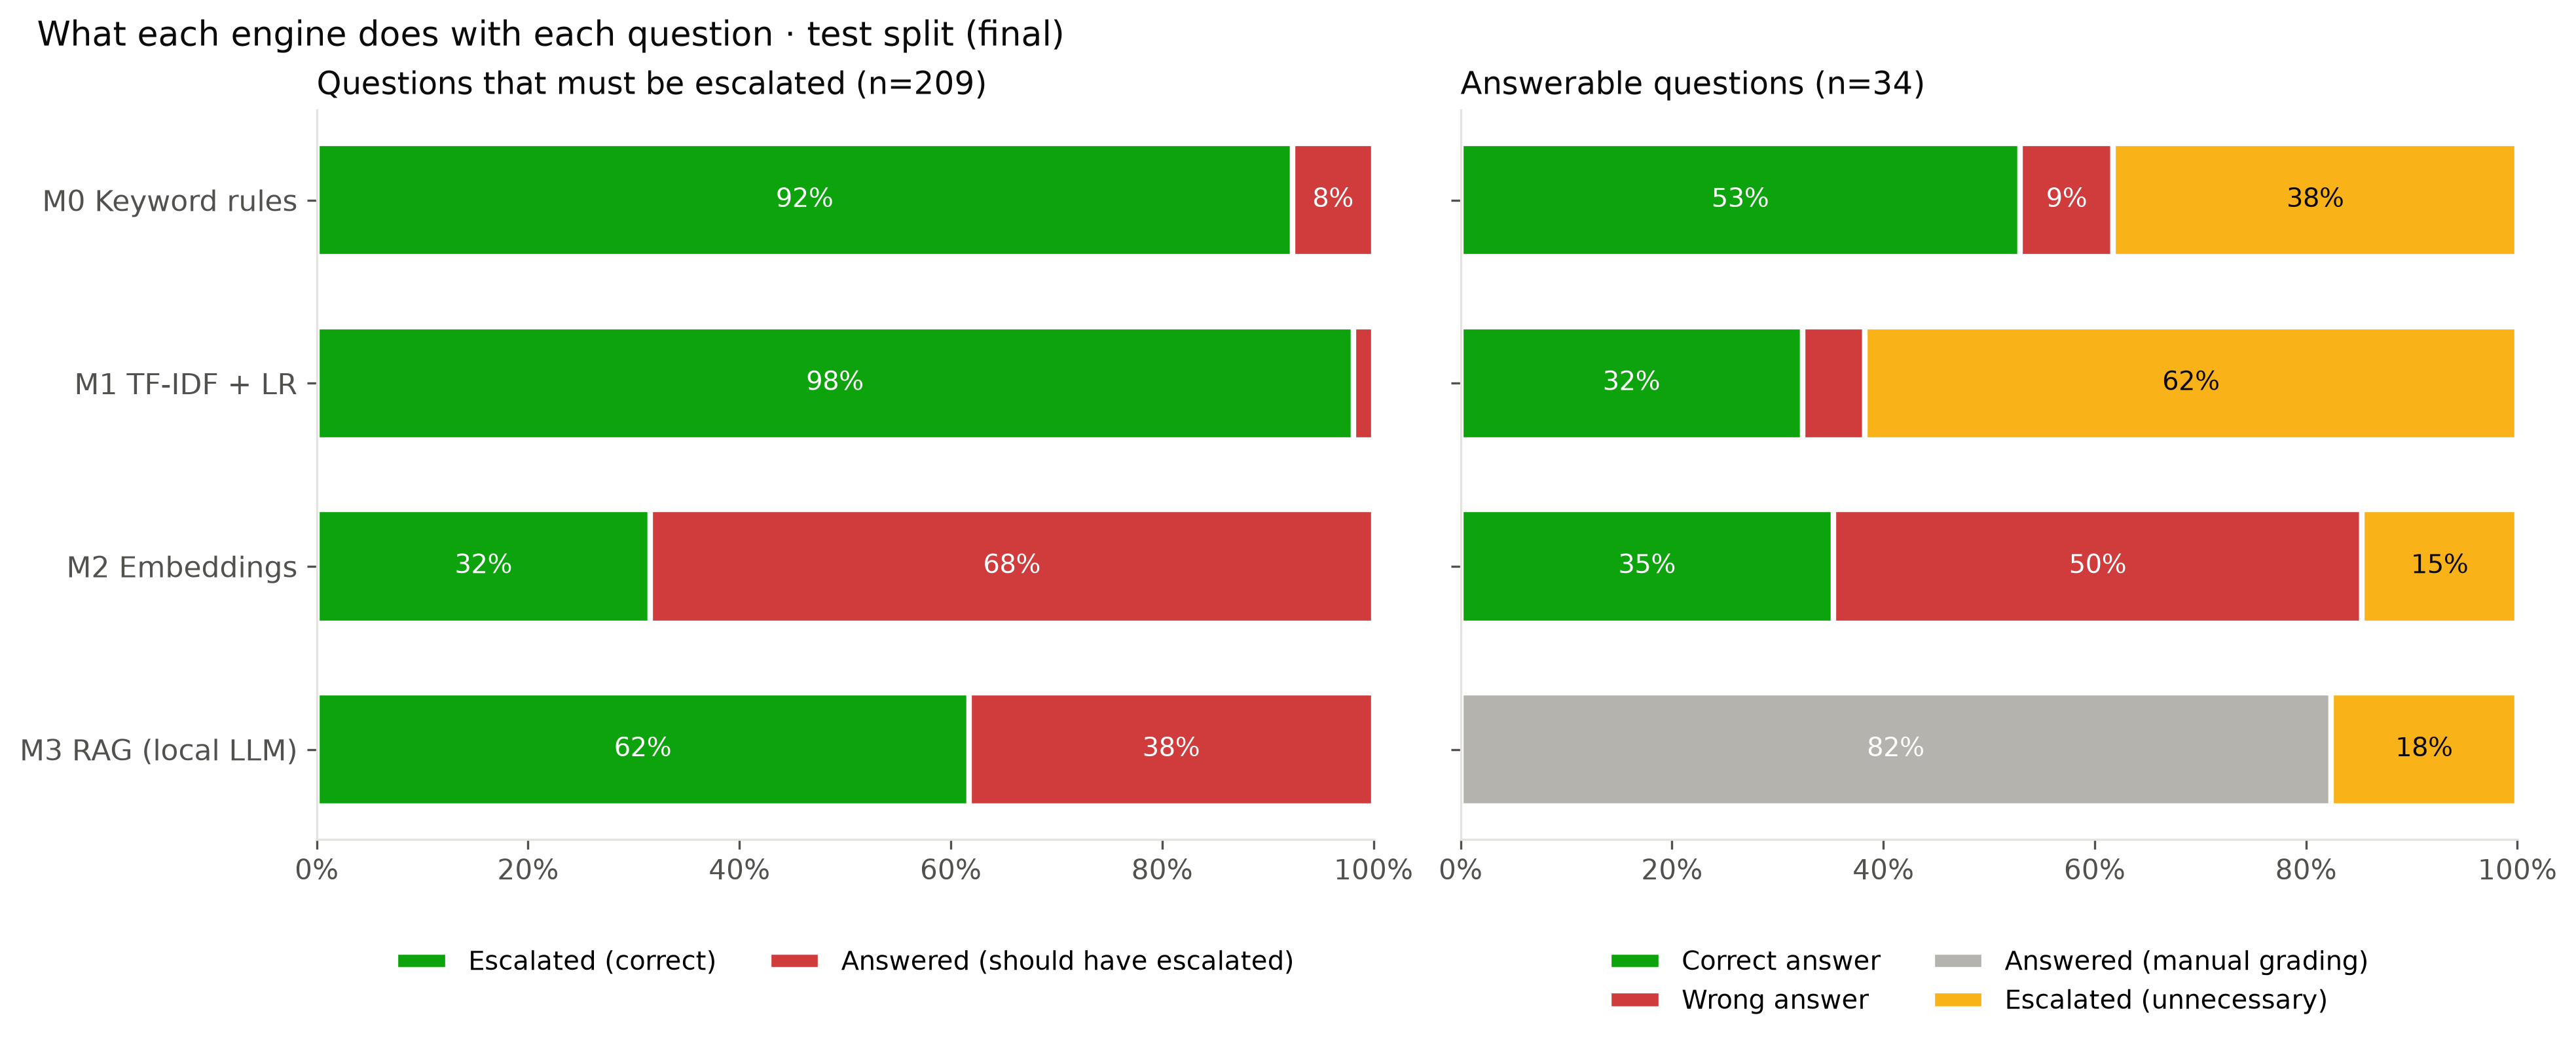 What each engine does with each question · test split (final)
Questions that must be escalated (n=209)
M0 Keyword rules
92%
8%
M1 TF-IDF + LR
98%
M2 Embeddings
32%
68%
M3 RAG (local LLM)
62%
38%
0%
20%
40%
60%
80%
100%
Escalated (correct)
Answered (should have escalated)
Answerable questions (n=34)
53%
9%
38%
32%
62%
35%
50%
15%
82%
18%
0%
20%
40%
60%
80%
100%
Correct answer
Wrong answer
Answered (manual grading)
Escalated (unnecessary)